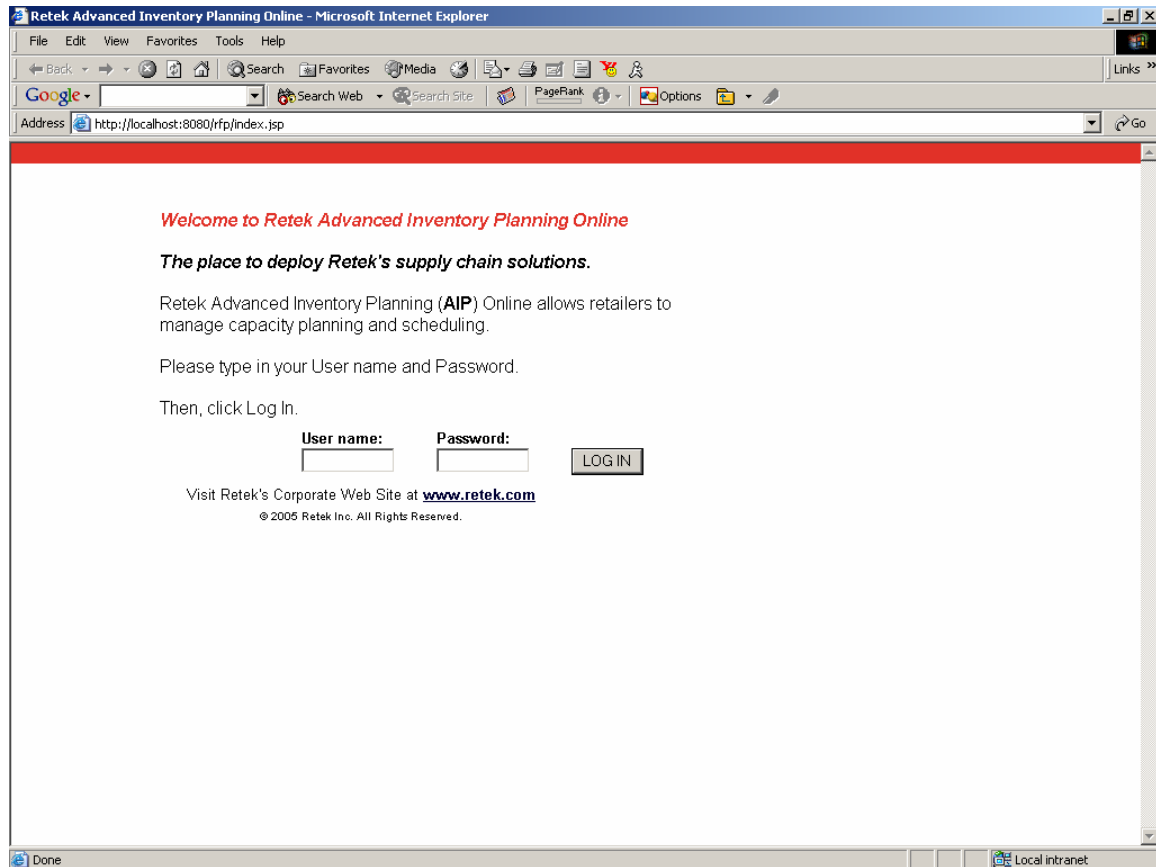 Retek Advanced Inventory Planning Online - Microsoft Internet Explorer
File Edit View Favorites Tools Help
Back Search Favorites Media Links »
Google Search Web Search Site PageRank Options
Address http://localhost:8080/rfp/index.jsp Go
Welcome to Retek Advanced Inventory Planning Online
The place to deploy Retek's supply chain solutions.
Retek Advanced Inventory Planning (AIP) Online allows retailers to
manage capacity planning and scheduling.
Please type in your User name and Password.
Then, click Log In.
User name: Password:
LOG IN
Visit Retek's Corporate Web Site at www.retek.com
© 2005 Retek Inc. All Rights Reserved.
Done Local intranet